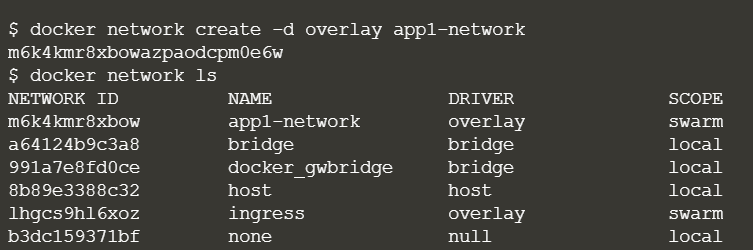 $ docker network create -d overlay app1-network
m6k4kmr8xbowazpaodcpm0e6w
$ docker network ls
NETWORK ID          NAME                DRIVER              SCOPE
m6k4kmr8xbow        app1-network        overlay             swarm
a64124b9c3a8        bridge              bridge              local
991a7e8fd0ce        docker_gwbridge     bridge              local
8b89e3388c32        host                host                local
lhgcs9hl6xoz        ingress             overlay             swarm
b3dc159371bf        none                null                local